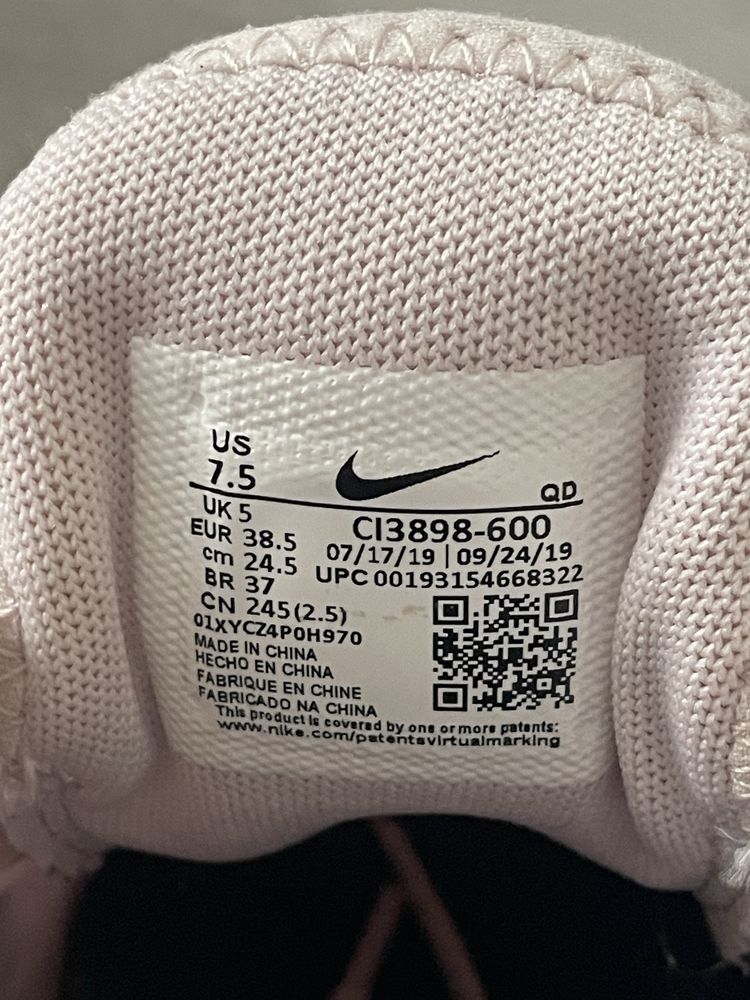 US
7.5
QD
UK 5
EUR 38.5
cm 24.5
BR 37
CN 245(2.5)
CI3898-600
07/17/19 | 09/24/19
UPC 00193154668322
01XYCZ4P0H970
MADE IN CHINA
HECHO EN CHINA
FABRIQUE EN CHINE
FABRICADO NA CHINA
This product is covered by one or more patents:
www.nike.com/patentsvirtualmarking